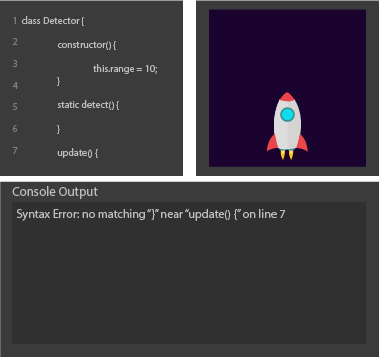 1 class Detector {
2 constructor() {
3 this.range = 10;
4 }
5 static detect() {
6 }
7 update() {
Console Output
Syntax Error: no matching "}" near "update() {" on line 7